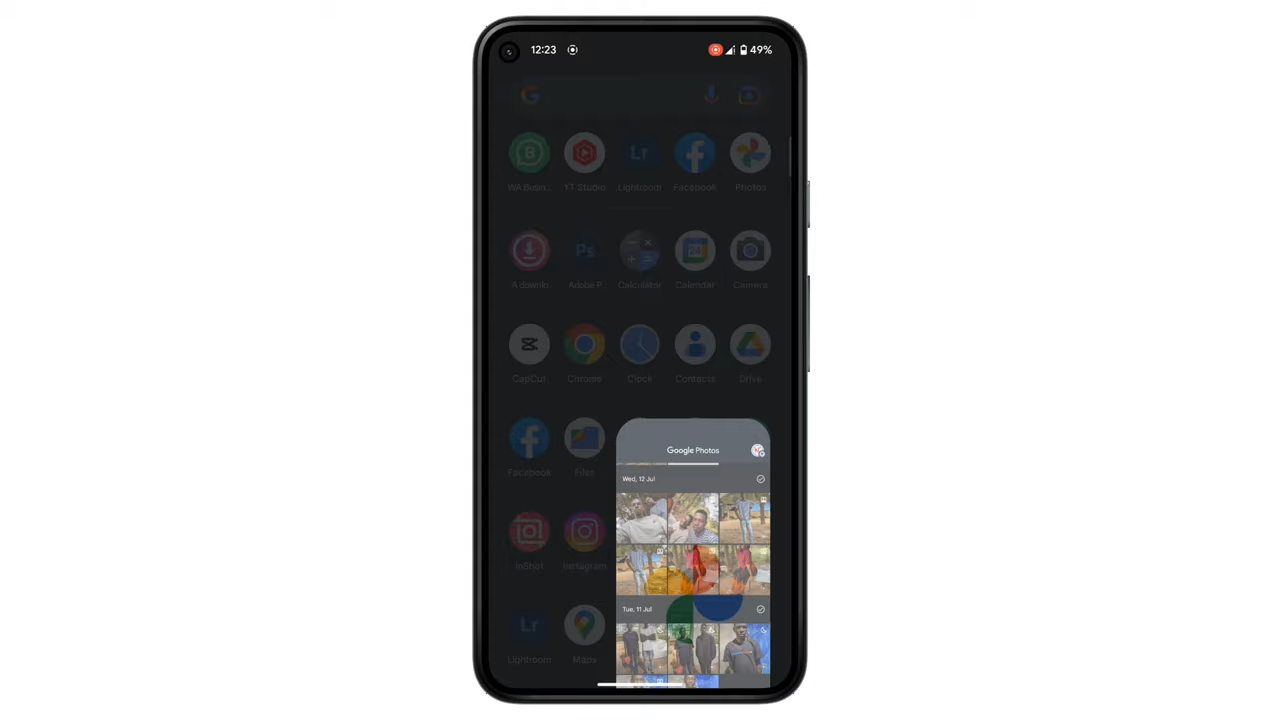 12:23 49%
WA Busin... YT Studio Lightroom Facebook Photos
A downlo... Adobe P... Calculator Calendar Camera
CapCut Chrome Clock Contacts Drive
Facebook Files
Google Photos
Wed, 12 Jul
InShot Instagram
Tue, 11 Jul
Lightroom Maps